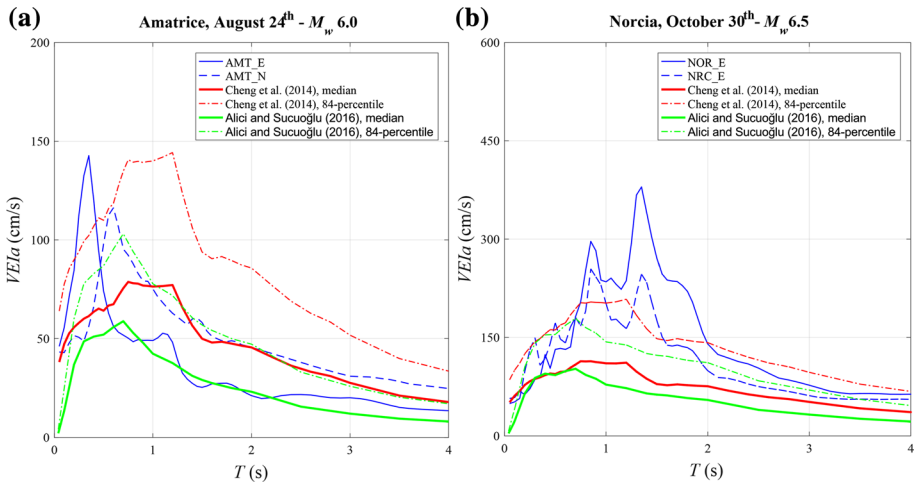 (a)
Amatrice, August 24th - Mw 6.0
200
150
100
50
0
VEIa (cm/s)
AMT_E
AMT_N
Cheng et al. (2014), median
Cheng et al. (2014), 84-percentile
Alici and Sucuoğlu (2016), median
Alici and Sucuoğlu (2016), 84-percentile
0 1 2 3 4
T (s)
(b)
Norcia, October 30th- Mw 6.5
600
450
300
150
0
VEIa (cm/s)
NOR_E
NRC_E
Cheng et al. (2014), median
Cheng et al. (2014), 84-percentile
Alici and Sucuoğlu (2016), median
Alici and Sucuoğlu (2016), 84-percentile
0 1 2 3 4
T (s)